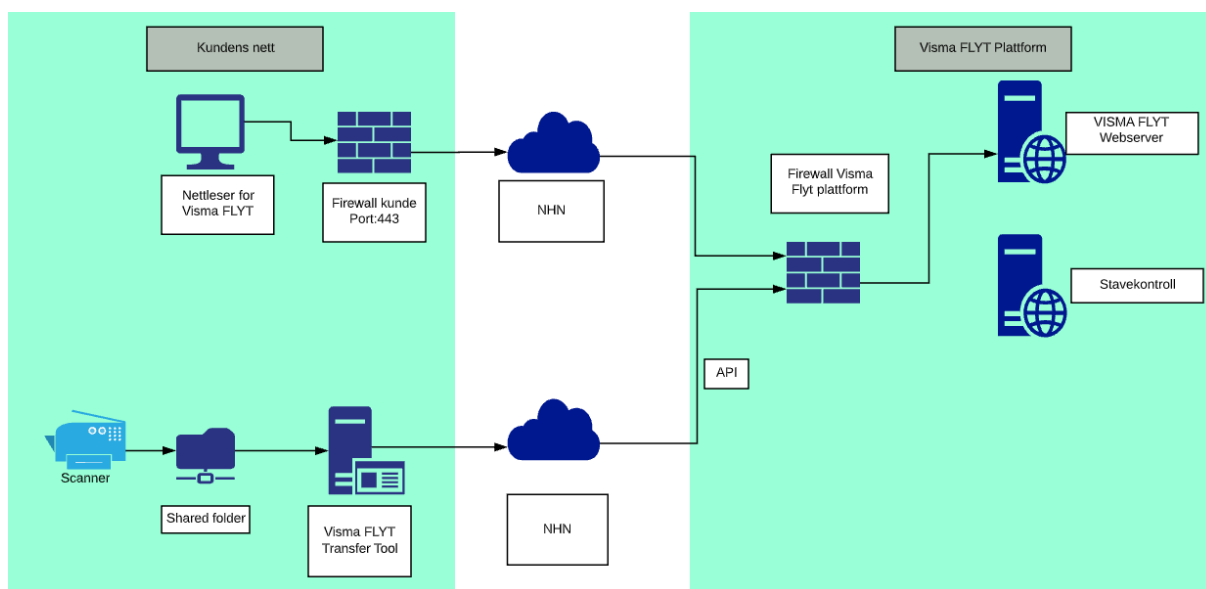 Kundens nett
Visma FLYT Plattform
VISMA FLYT
Webserver
Nettleser for
Visma FLYT
Firewall kunde
Port:443
NHN
Firewall Visma
Flyt plattform
Stavekontroll
API
Scanner
Shared folder
Visma FLYT
Transfer Tool
NHN